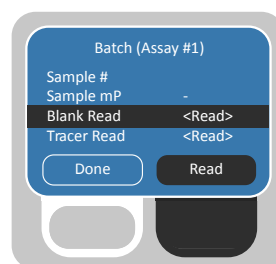 Batch (Assay #1)
Sample #
Sample mP -
Blank Read <Read>
Tracer Read <Read>
Done Read